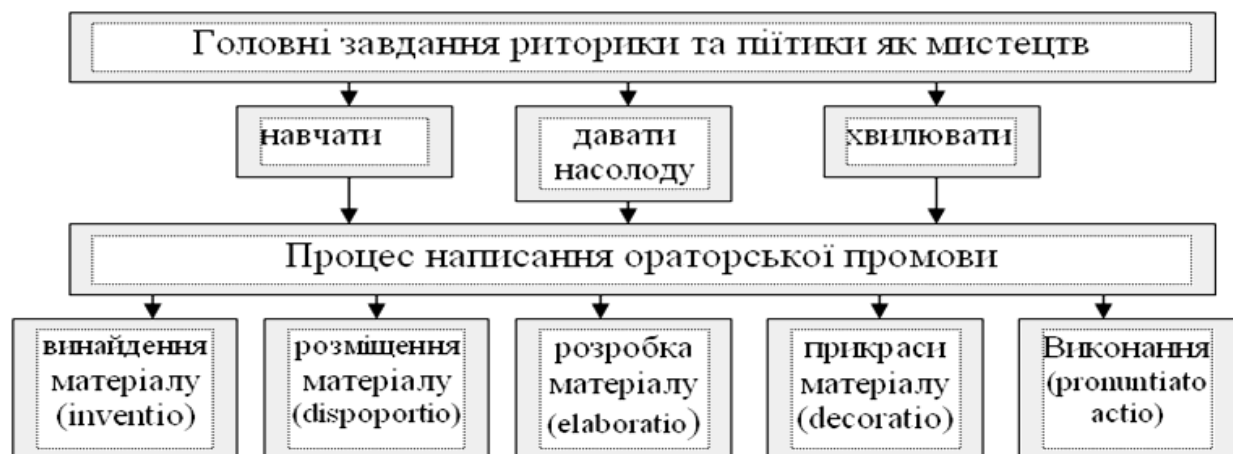 Головні завдання риторики та піїтики як мистецтв
навчати
давати
насолоду
хвилювати
Процес написання ораторської промови
винайдення
матеріалу
(inventio)
розміщення
матеріалу
(dispoportio)
розробка
матеріалу
(elaboratio)
прикраси
матеріалу
(decoratio)
Виконання
(pronuntiato
actio)